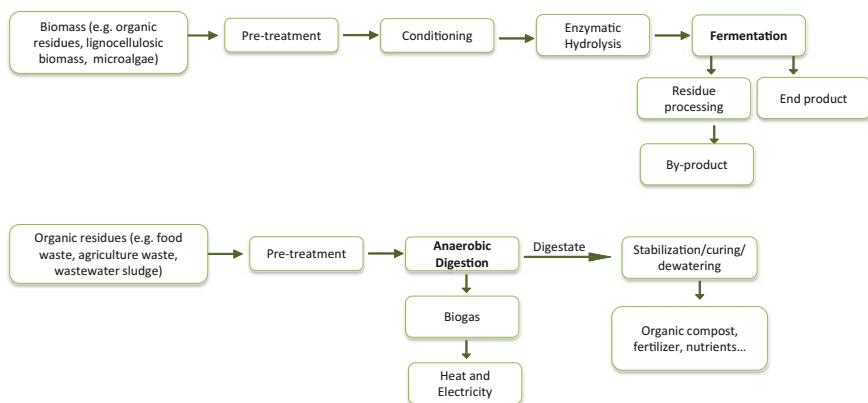 Biomass (e.g. organic
residues, lignocellulosic
biomass, microalgae)
Pre-treatment
Conditioning
Enzymatic
Hydrolysis
Fermentation
Residue
processing
End product
By-product
Organic residues (e.g. food
waste, agriculture waste,
wastewater sludge)
Pre-treatment
Anaerobic
Digestion
Digestate
Stabilization/curing/
dewatering
Biogas
Organic compost,
fertilizer, nutrients...
Heat and
Electricity